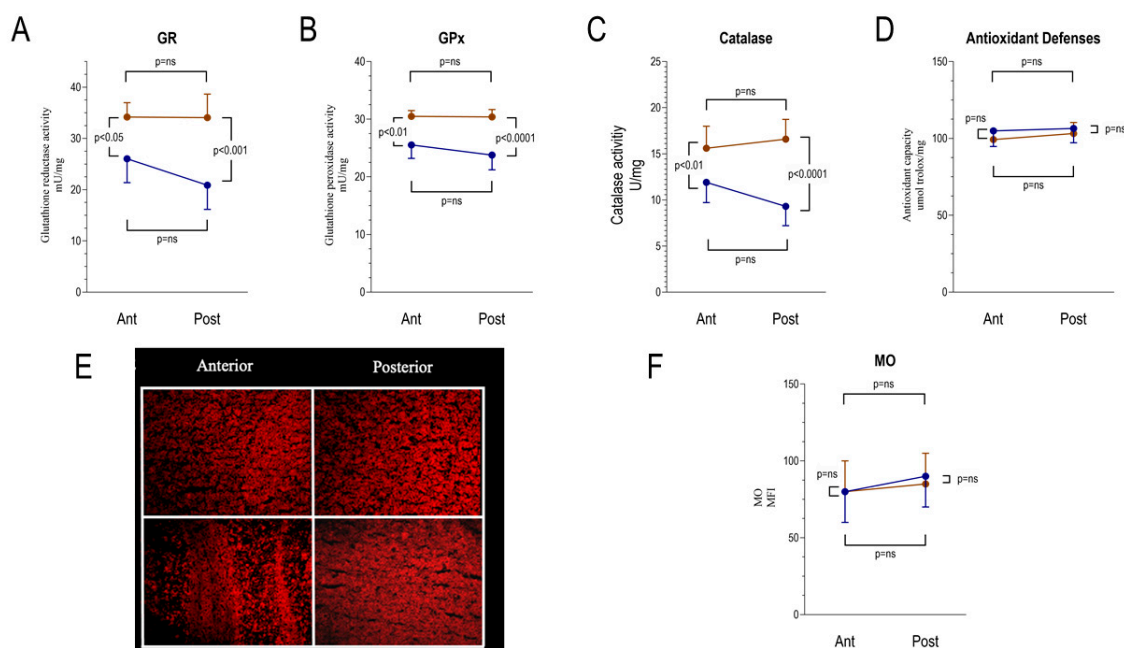 A
GR
p=ns
40
30
20
10
0
Glutathione reductase activity
mU/mg
p<0.05
p<0.001
p=ns
Ant Post
B
GPx
p=ns
40
30
20
10
0
Glutathione peroxidase activity
mU/mg
p<0.01
p<0.0001
p=ns
Ant Post
C
Catalase
25
20
15
10
5
0
Catalase activitiy
U/mg
p=ns
p<0.01
p<0.0001
p=ns
Ant Post
D
Antioxidant Defenses
150
100
50
0
Antioxidant capacity
umol trolox/mg
p=ns
p=ns
p=ns
p=ns
Ant Post
E
Anterior Posterior
F
MO
150
100
50
0
MO
MFI
p=ns
p=ns
p=ns
p=ns
Ant Post